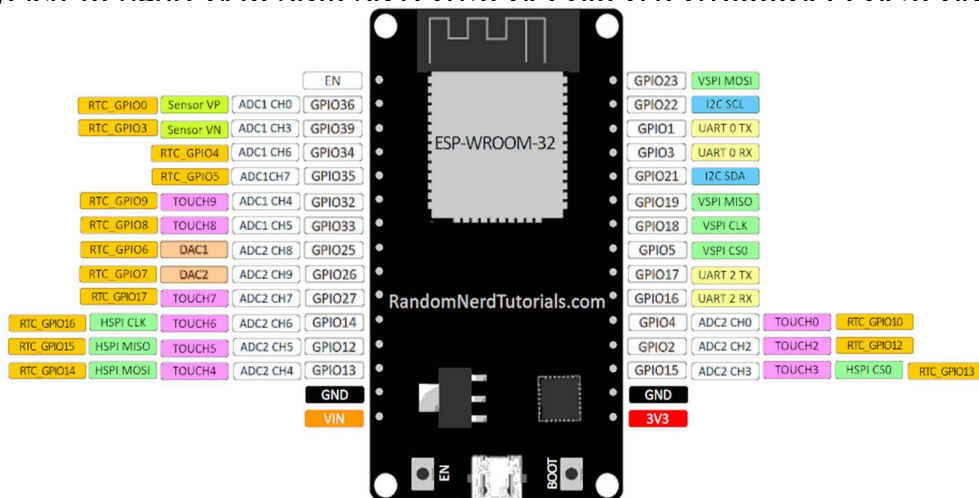 EN GPIO23 VSPI MOSI
RTC_GPIO0 Sensor VP ADC1 CH0 GPIO36 GPIO22 I2C SCL
RTC_GPIO3 Sensor VN ADC1 CH3 GPIO39 GPIO1 UART 0 TX
ESP-WROOM-32
RTC_GPIO4 ADC1 CH6 GPIO34 GPIO3 UART 0 RX
RTC_GPIO5 ADC1CH7 GPIO35 GPIO21 I2C SDA
RTC_GPIO9 TOUCH9 ADC1 CH4 GPIO32 GPIO19 VSPI MISO
RTC_GPIO8 TOUCH8 ADC1 CH5 GPIO33 GPIO18 VSPI CLK
RTC_GPIO6 DAC1 ADC2 CH8 GPIO25 GPIO5 VSPI CS0
RTC_GPIO7 DAC2 ADC2 CH9 GPIO26 GPIO17 UART 2 TX
RTC_GPIO17 TOUCH7 ADC2 CH7 GPIO27 RandomNerdTutorials.com GPIO16 UART 2 RX
RTC_GPIO16 HSPI CLK TOUCH6 ADC2 CH6 GPIO14 GPIO4 ADC2 CH0 TOUCH0 RTC_GPIO10
RTC_GPIO15 HSPI MISO TOUCH5 ADC2 CH5 GPIO12 GPIO2 ADC2 CH2 TOUCH2 RTC_GPIO12
RTC_GPIO14 HSPI MOSI TOUCH4 ADC2 CH4 GPIO13 GPIO15 ADC2 CH3 TOUCH3 HSPI CS0 RTC_GPIO13
GND GND
VIN 3V3
EN BOOT